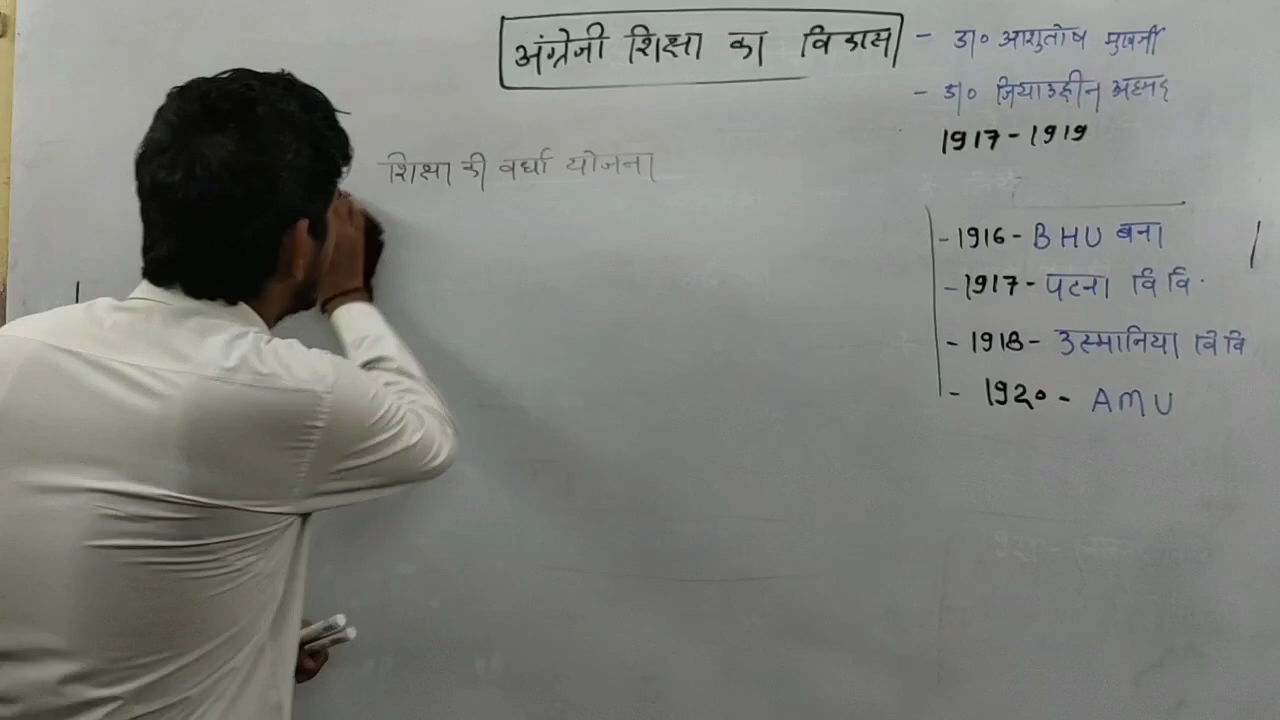 अंग्रेजी शिक्षा का विकास
- डा० आशुतोष मुखर्जी
- डा० जियाउद्दीन अहमद
1917-1919
शिक्षा की वर्धा योजना
- 1916 - BHU बना
- 1917 - पटना वि वि.
- 1918 - उस्मानिया वि वि
- 1920 - AMU